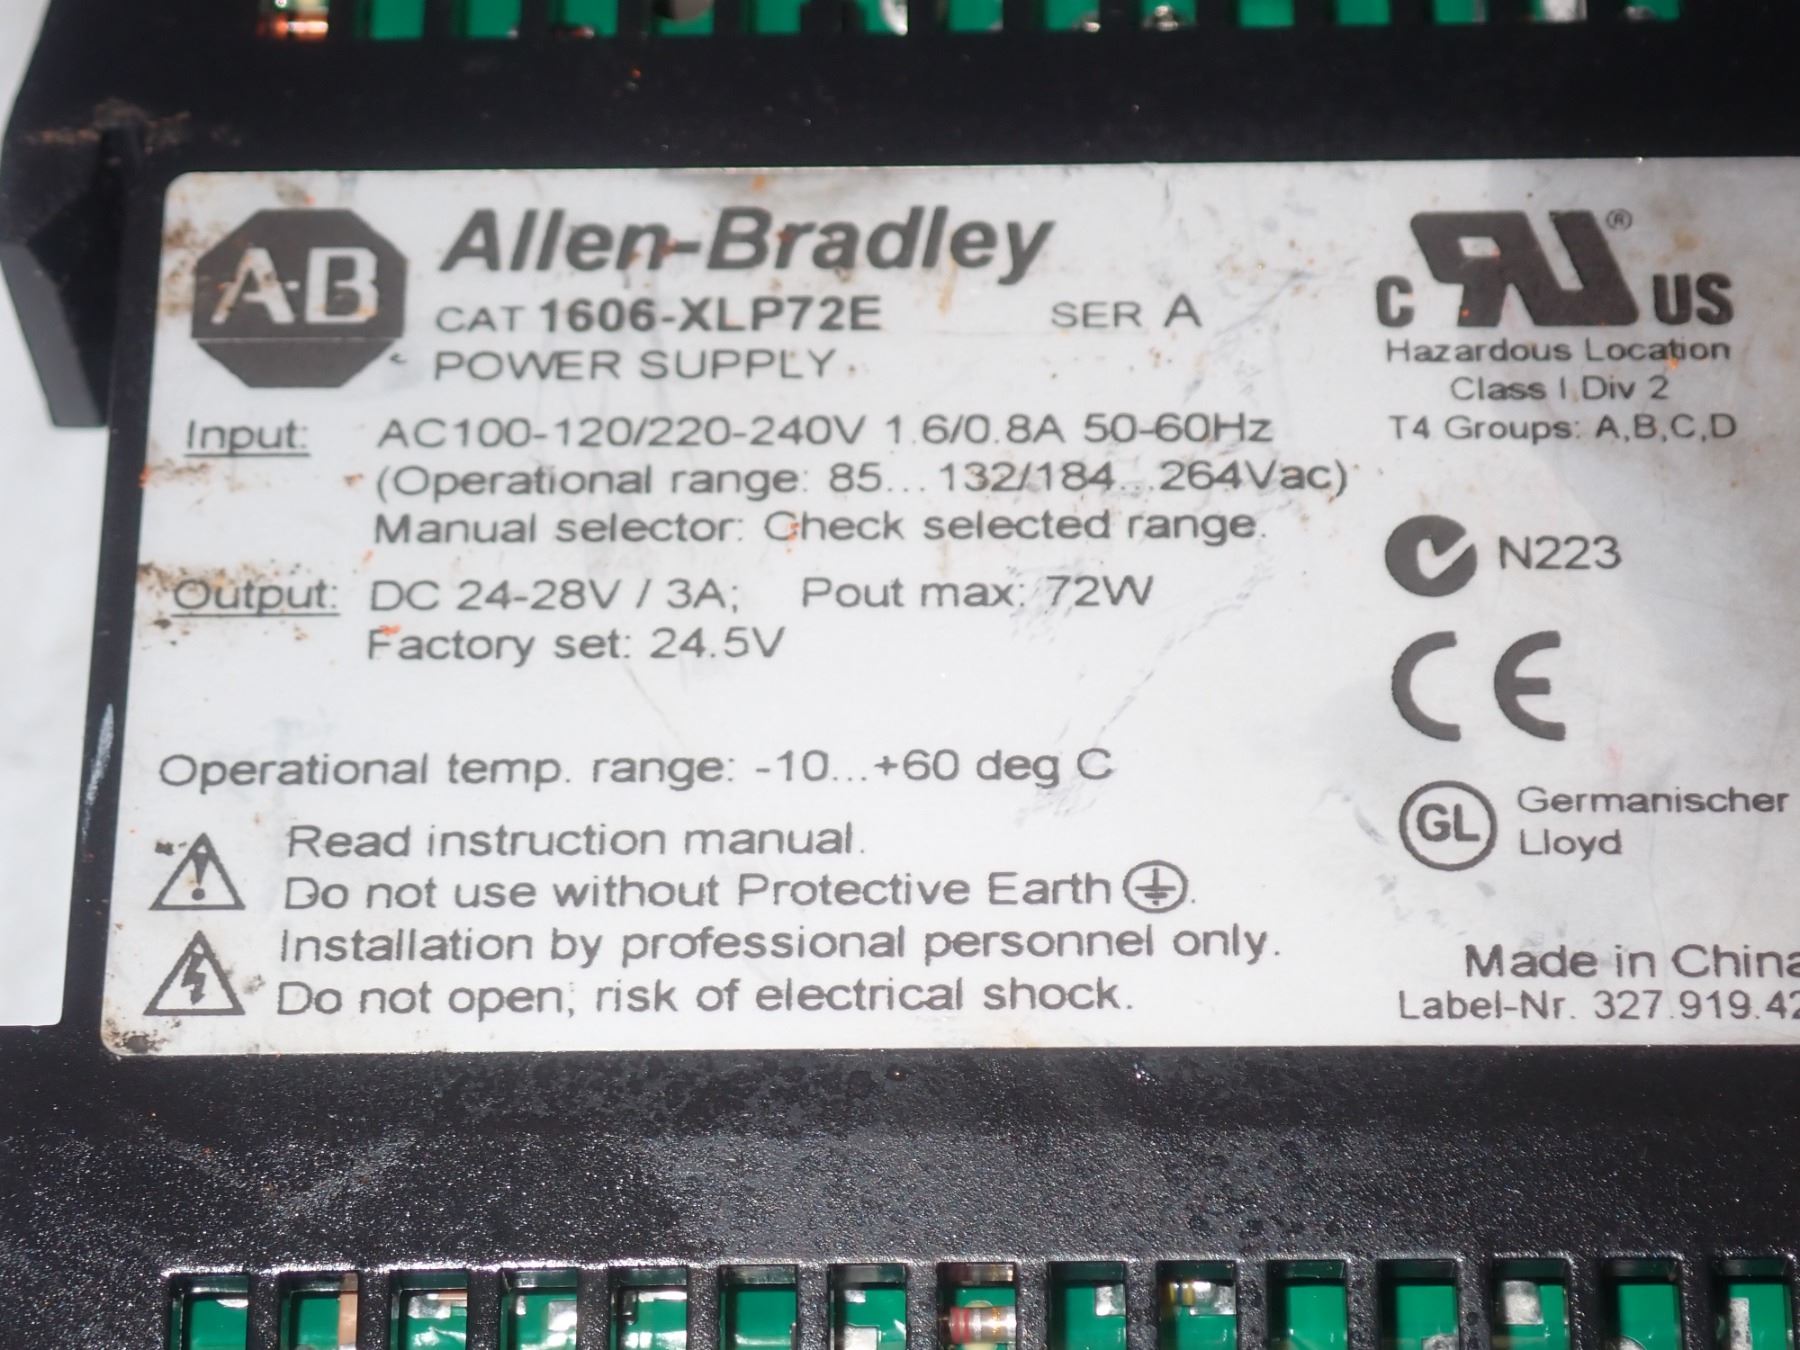 A-B Allen-Bradley
CAT 1606-XLP72E SER A
POWER SUPPLY
Input: AC100-120/220-240V 1.6/0.8A 50-60Hz
(Operational range: 85...132/184...264Vac)
Manual selector: Check selected range.
Output: DC 24-28V / 3A; Pout max: 72W
Factory set: 24.5V
Operational temp. range: -10...+60 deg C
Read instruction manual.
Do not use without Protective Earth.
Installation by professional personnel only.
Do not open, risk of electrical shock.
C RU ® US
Hazardous Location
Class I Div 2
T4 Groups: A,B,C,D
N223
CE
GL Germanischer
Lloyd
Made in China
Label-Nr. 327.919.42